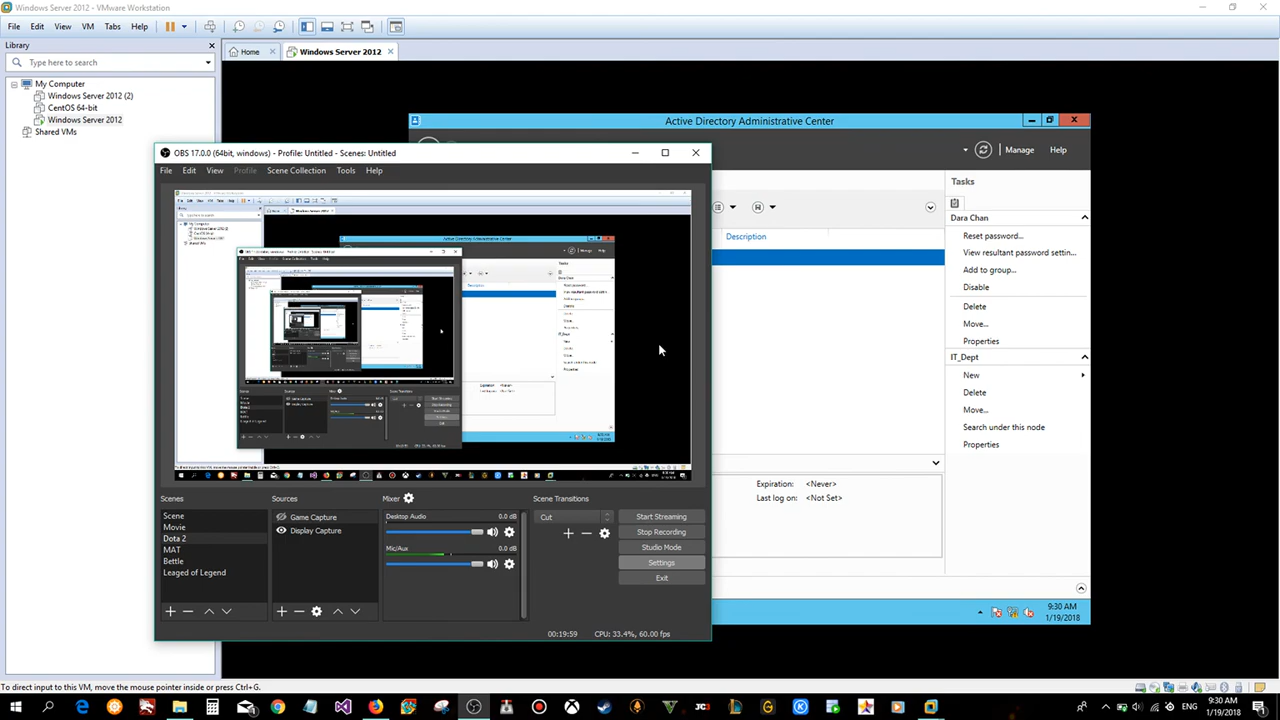 Windows Server 2012 - VMware Workstation
File Edit View VM Tabs Help
Library
Type here to search
My Computer
Windows Server 2012 (2)
CentOS 64-bit
Windows Server 2012
Shared VMs
Home
Windows Server 2012
Active Directory Administrative Center
Manage Help
Tasks
Dara Chan
Reset password...
View resultant password settin...
Add to group...
Disable
Delete
Move...
Properties
IT_Dept
New
Delete
Move...
Search under this node
Properties
Description
Expiration: <Never>
Last log on: <Not Set>
9:30 AM
1/19/2018
OBS 17.0.0 (64bit, windows) - Profile: Untitled - Scenes: Untitled
File Edit View Profile Scene Collection Tools Help
Scenes
Scene
Movie
Dota 2
MAT
Bettle
Leaged of Legend
Sources
Game Capture
Display Capture
Mixer
Desktop Audio 0.0 dB
Mic/Aux 0.0 dB
Scene Transitions
Cut
Start Streaming
Stop Recording
Studio Mode
Settings
Exit
00:19:59 CPU: 33.4%, 60.00 fps
To direct input to this VM, move the mouse pointer inside or press Ctrl+G.
ENG
9:30 AM
1/19/2018